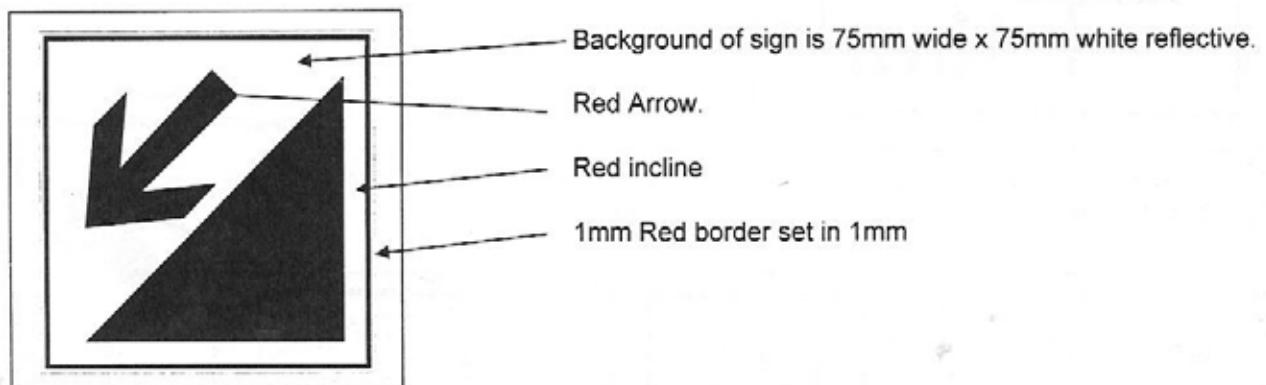 Background of sign is 75mm wide x 75mm white reflective.
Red Arrow.
Red incline
1mm Red border set in 1mm